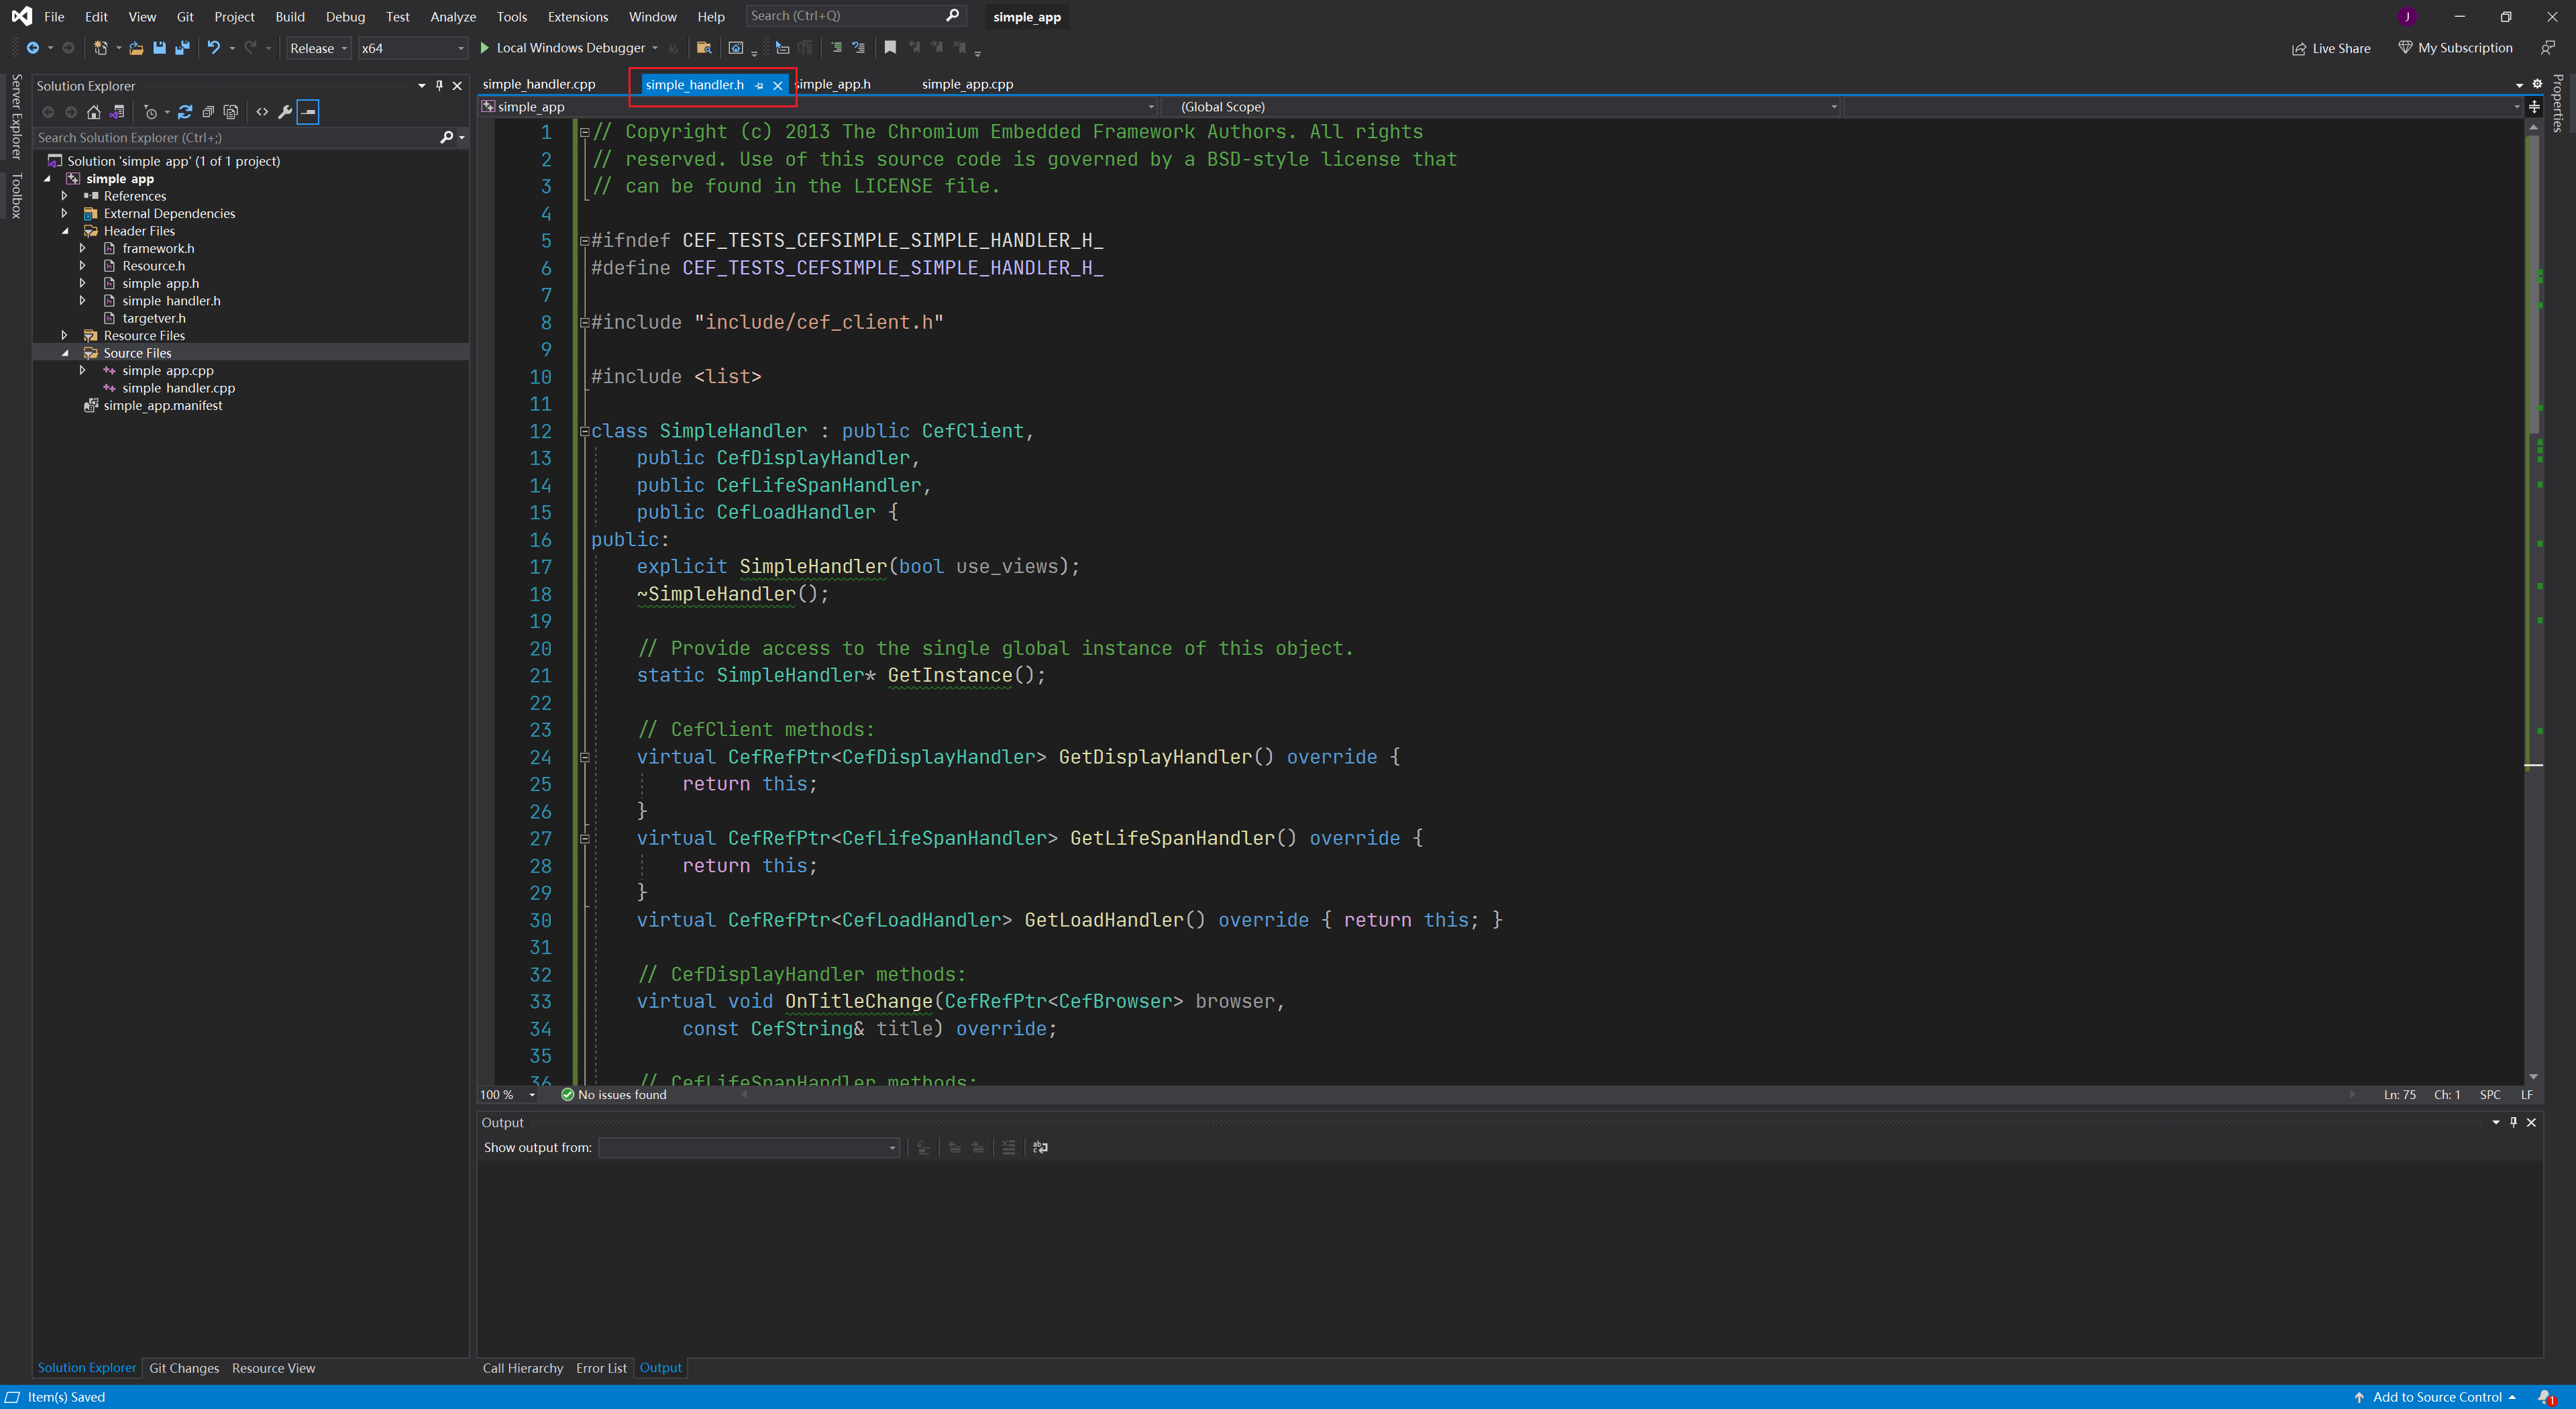 File Edit View Git Project Build Debug Test Analyze Tools Extensions Window Help Search (Ctrl+Q) simple_app J
Release x64 Local Windows Debugger Live Share My Subscription
Server Explorer
Toolbox
Solution Explorer
Search Solution Explorer (Ctrl+;)
Solution 'simple app' (1 of 1 project)
simple app
References
External Dependencies
Header Files
framework.h
Resource.h
simple app.h
simple handler.h
targetver.h
Resource Files
Source Files
simple app.cpp
simple handler.cpp
simple_app.manifest
Solution Explorer Git Changes Resource View
simple_handler.cpp simple_handler.h simple_app.h simple_app.cpp
simple_app (Global Scope)
1 // Copyright (c) 2013 The Chromium Embedded Framework Authors. All rights
2 // reserved. Use of this source code is governed by a BSD-style license that
3 // can be found in the LICENSE file.
4
5 #ifndef CEF_TESTS_CEFSIMPLE_SIMPLE_HANDLER_H_
6 #define CEF_TESTS_CEFSIMPLE_SIMPLE_HANDLER_H_
7
8 #include "include/cef_client.h"
9
10 #include <list>
11
12 class SimpleHandler : public CefClient,
13 public CefDisplayHandler,
14 public CefLifeSpanHandler,
15 public CefLoadHandler {
16 public:
17 explicit SimpleHandler(bool use_views);
18 ~SimpleHandler();
19
20 // Provide access to the single global instance of this object.
21 static SimpleHandler* GetInstance();
22
23 // CefClient methods:
24 virtual CefRefPtr<CefDisplayHandler> GetDisplayHandler() override {
25 return this;
26 }
27 virtual CefRefPtr<CefLifeSpanHandler> GetLifeSpanHandler() override {
28 return this;
29 }
30 virtual CefRefPtr<CefLoadHandler> GetLoadHandler() override { return this; }
31
32 // CefDisplayHandler methods:
33 virtual void OnTitleChange(CefRefPtr<CefBrowser> browser,
34 const CefString& title) override;
35
36 // CefLifeSpanHandler methods:
100 % No issues found Ln: 75 Ch: 1 SPC LF
Output
Show output from:
Call Hierarchy Error List Output
Properties
Item(s) Saved Add to Source Control 1